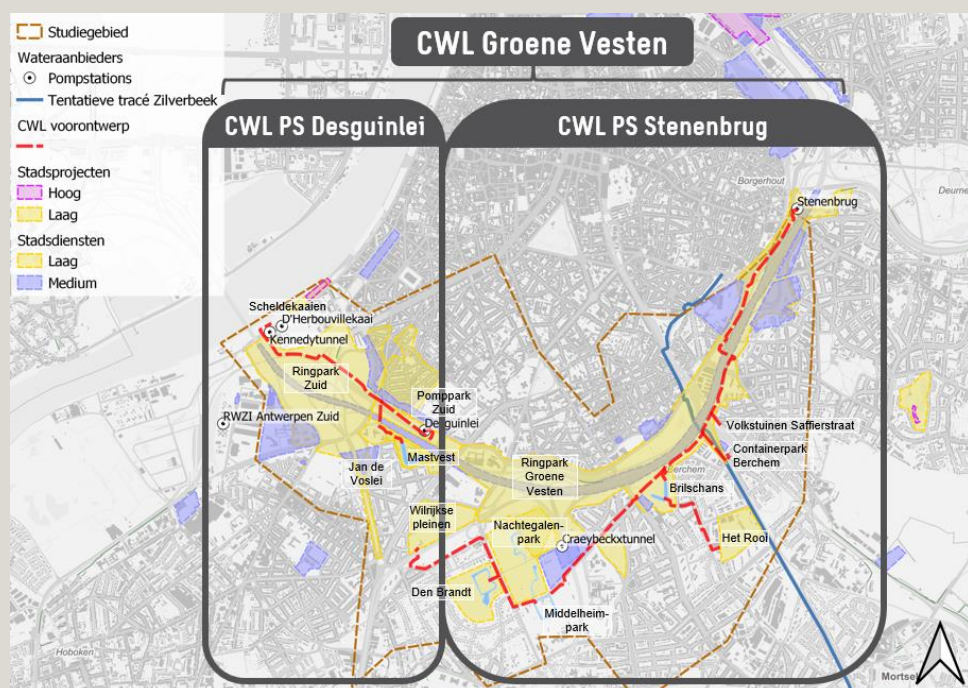 Studiegebied
Wateraanbieders
Pompstations
Tentatieve tracé Zilverbeek
CWL voorontwerp
Stadsprojecten
Hoog
Laag
Stadsdiensten
Laag
Medium
CWL Groene Vesten
CWL PS Desguinlei
CWL PS Stenenbrug
Borgerhout
Deurne
Stenenbrug
Scheldekaaien
D'Herbouvillekaai
Kennedytunnel
Ringpark
Zuid
Pomppark
Zuid
Desguinlei
RWZI Antwerpen Zuid
Mastvest
Jan de
Voslei
Ringpark
Groene
Vesten
Volkstuinen Saffierstraat
Containerpark
Berchem
Berchem
Brilschans
Wilrijkse
pleinen
Nachtegalen-
park
Craeybeckxtunnel
Het Rooi
Den Brandt
Middelheim-
park
Hoboken
Mortsel